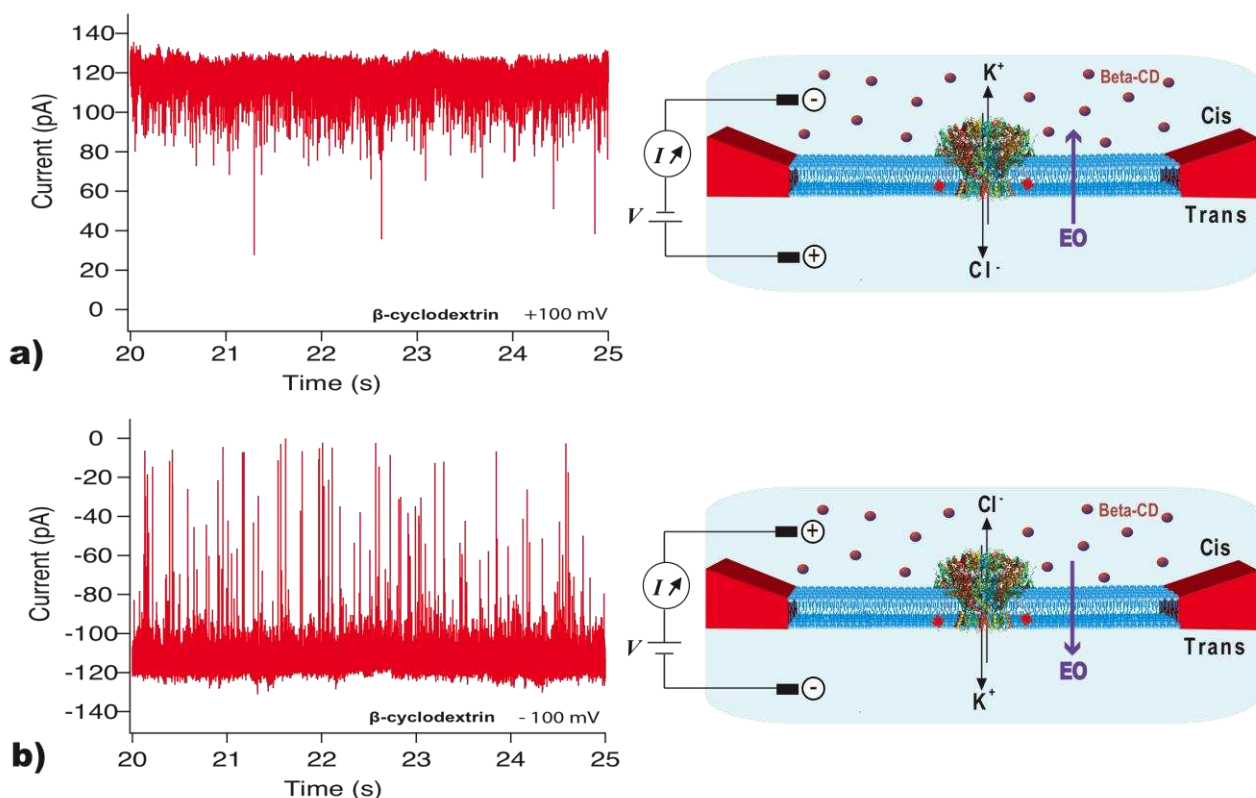 140
120
100
80
60
40
20
0
Current (pA)
β-cyclodextrin +100 mV
20 21 22 23 24 25
Time (s)
a)
K⁺
Beta-CD
-
Cis
I
V
Trans
EO
+
Cl⁻
0
-20
-40
-60
-80
-100
-120
-140
Current (pA)
β-cyclodextrin - 100 mV
20 21 22 23 24 25
Time (s)
b)
Cl⁻
Beta-CD
+
Cis
I
V
Trans
EO
-
K⁺